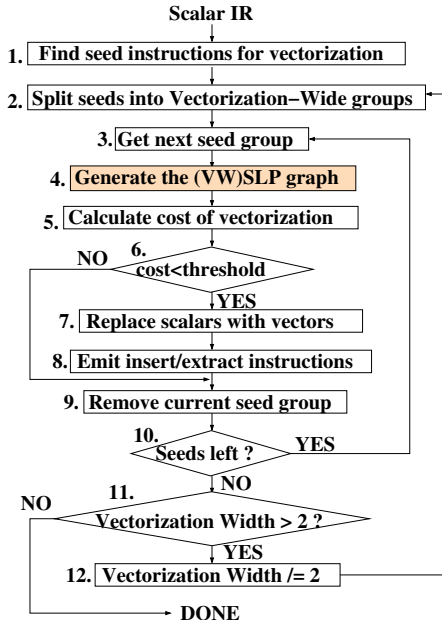 Scalar IR
1. Find seed instructions for vectorization
2. Split seeds into Vectorization-Wide groups
3. Get next seed group
4. Generate the (VW)SLP graph
5. Calculate cost of vectorization
6.
NO
cost<threshold
YES
7. Replace scalars with vectors
8. Emit insert/extract instructions
9. Remove current seed group
10.
Seeds left ?
YES
NO
11.
NO
Vectorization Width > 2 ?
YES
12. Vectorization Width /= 2
DONE